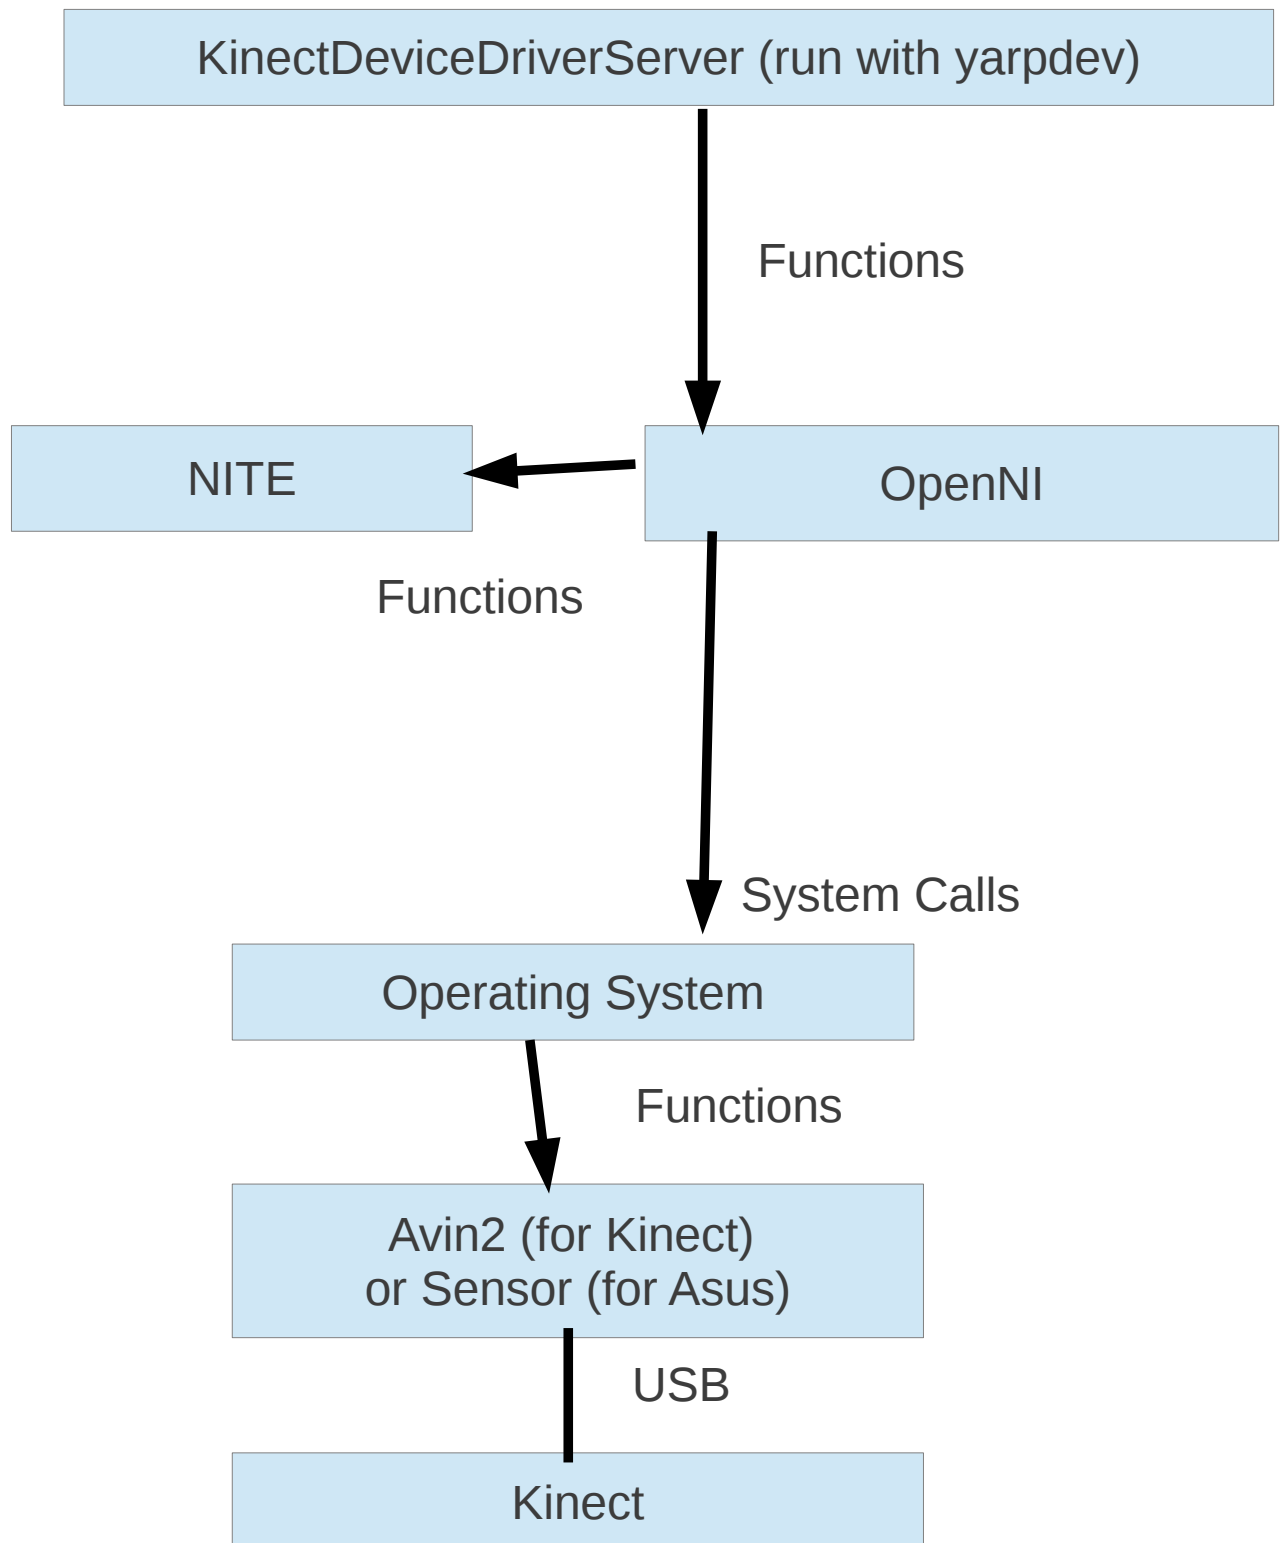 KinectDeviceDriverServer (run with yarpdev)
Functions
NITE
OpenNI
Functions
System Calls
Operating System
Functions
Avin2 (for Kinect)
or Sensor (for Asus)
USB
Kinect